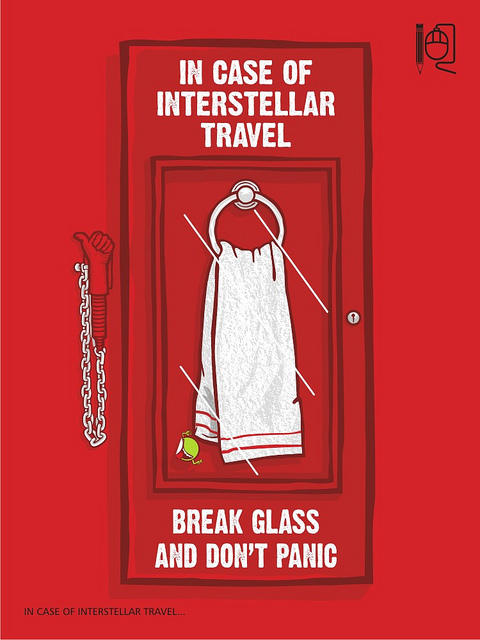 IN CASE OF
INTERSTELLAR
TRAVEL
BREAK GLASS
AND DON'T PANIC
IN CASE OF INTERSTELLAR TRAVEL...